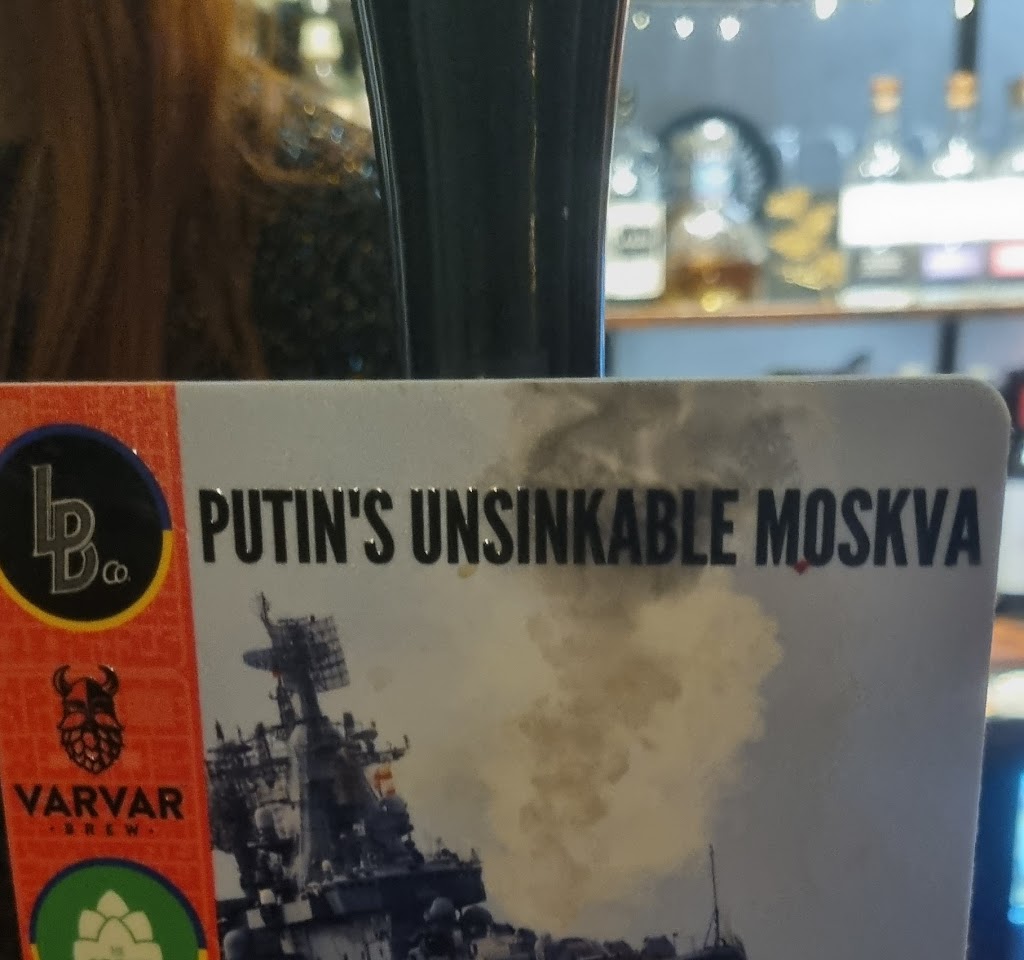 PUTIN'S UNSINKABLE MOSKVA
LB
Co.
VARVAR
·BREW·